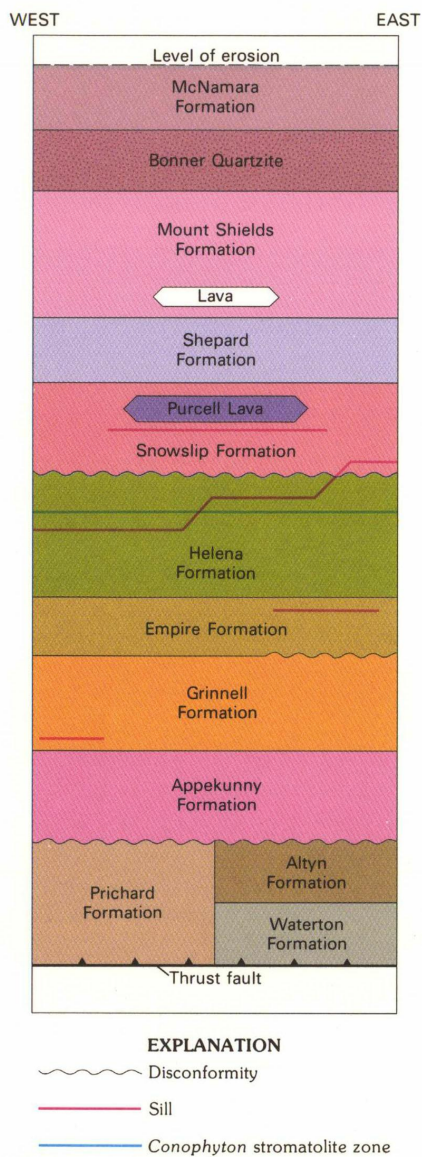 WEST EAST
Level of erosion
McNamara
Formation
Bonner Quartzite
Mount Shields
Formation
Lava
Shepard
Formation
Purcell Lava
Snowslip Formation
Helena
Formation
Empire Formation
Grinnell
Formation
Appekunny
Formation
Prichard
Formation
Altyn
Formation
Waterton
Formation
Thrust fault
EXPLANATION
Disconformity
Sill
Conophyton stromatolite zone